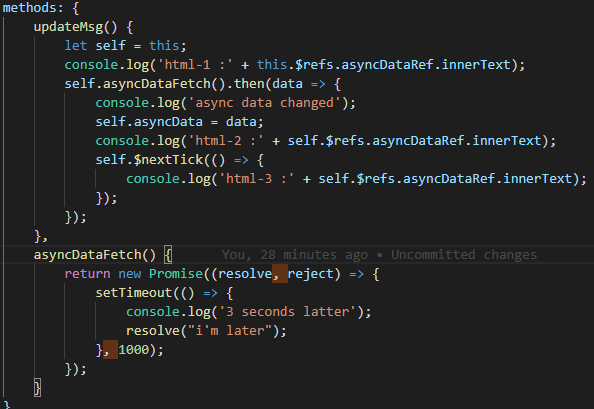 methods: {
updateMsg() {
let self = this;
console.log('html-1 :' + this.$refs.asyncDataRef.innerText);
self.asyncDataFetch().then(data => {
console.log('async data changed');
self.asyncData = data;
console.log('html-2 :' + self.$refs.asyncDataRef.innerText);
self.$nextTick(() => {
console.log('html-3 :' + self.$refs.asyncDataRef.innerText);
});
});
},
asyncDataFetch() { You, 28 minutes ago • Uncommitted changes
return new Promise((resolve, reject) => {
setTimeout(() => {
console.log('3 seconds latter');
resolve("i'm later");
}, 1000);
});
}
}